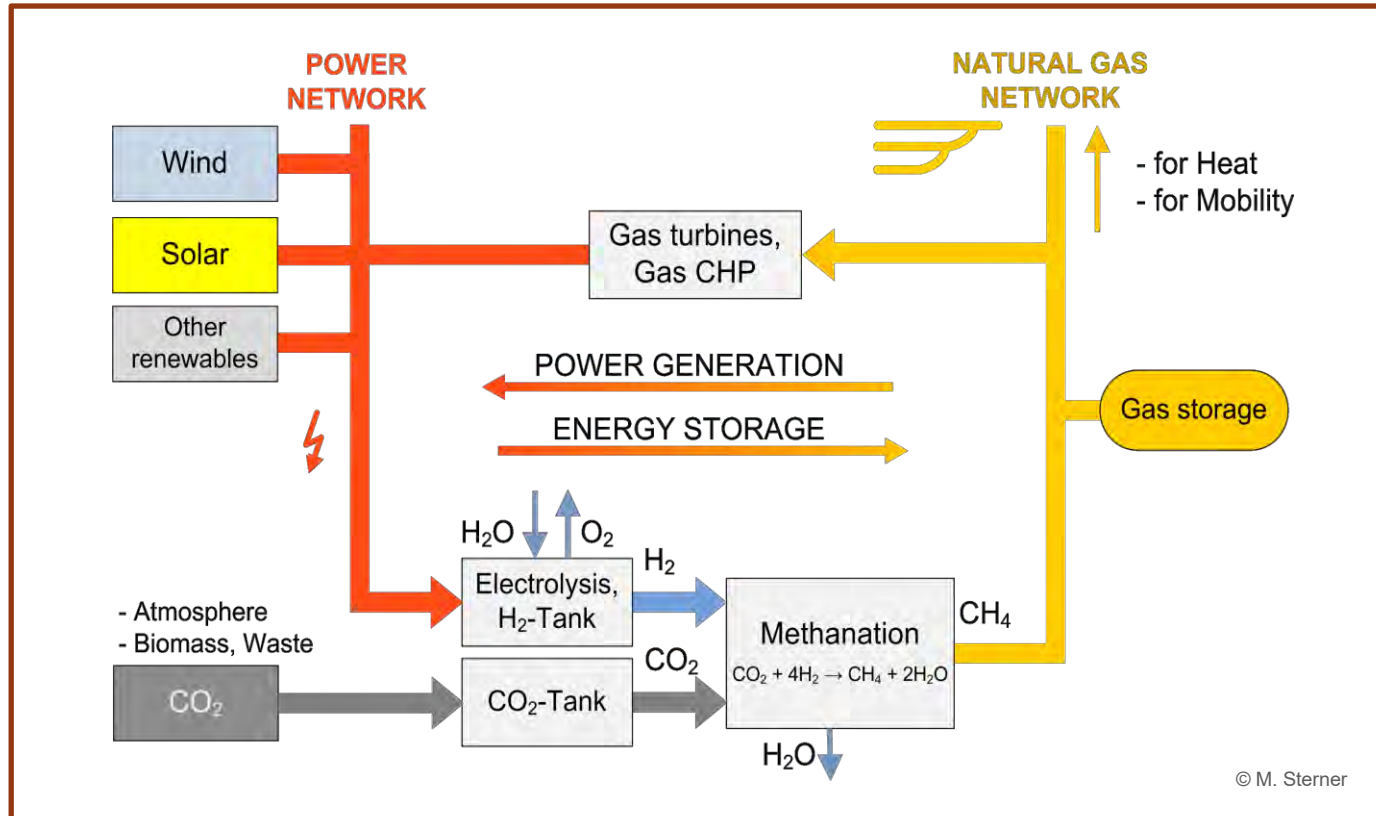 POWER
NETWORK
NATURAL GAS
NETWORK
Wind
Solar
Other
renewables
Gas turbines,
Gas CHP
- for Heat
- for Mobility
POWER GENERATION
ENERGY STORAGE
Gas storage
H₂O
O₂
Electrolysis,
H₂-Tank
H₂
- Atmosphere
- Biomass, Waste
CO₂
CO₂-Tank
CO₂
Methanation
CO₂ + 4H₂ → CH₄ + 2H₂O
CH₄
H₂O
© M. Sterner